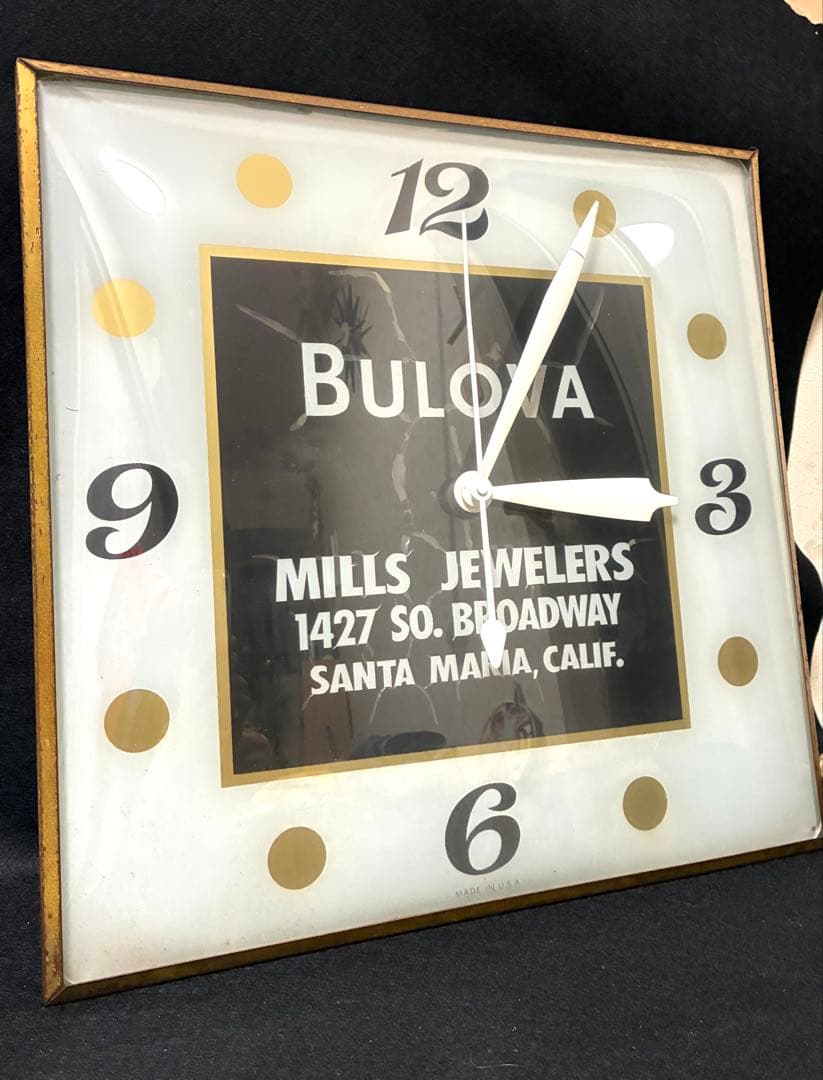 12
BULOVA
9
3
MILLS JEWELERS
1427 SO. BROADWAY
SANTA MARIA, CALIF.
6
MADE IN U.S.A.